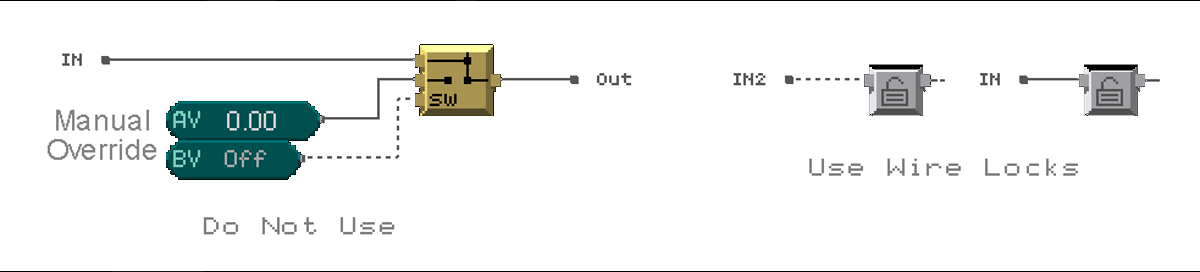 IN
Manual
Override
AV 0.00
BV Off
SW
Out
Do Not Use
IN2
IN
Use Wire Locks